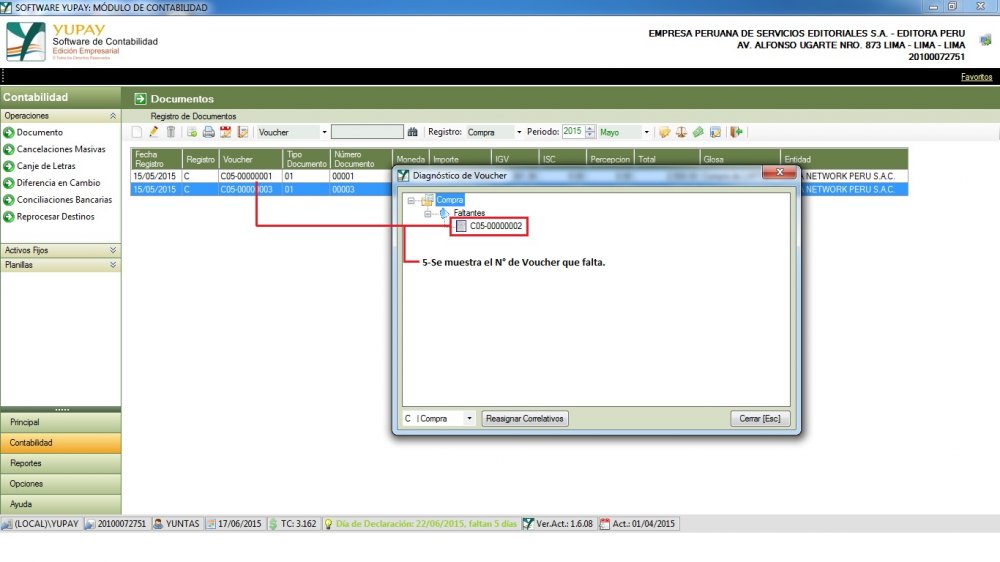 SOFTWARE YUPAY: MÓDULO DE CONTABILIDAD
YUPAY
Software de Contabilidad
Edición Empresarial
EMPRESA PERUANA DE SERVICIOS EDITORIALES S.A. - EDITORA PERU
AV. ALFONSO UGARTE NRO. 873 LIMA - LIMA - LIMA
20100072751
Favoritos
Contabilidad
Documentos
Operaciones
Registro de Documentos
Documento
Voucher
Registro: Compra
Periodo: 2015 Mayo
Cancelaciones Masivas
Canje de Letras
Diferencia en Cambio
Conciliaciones Bancarias
Reprocesar Destinos
Activos Fijos
Planillas
Fecha Registro Registro Voucher Tipo Documento Número Documento Moneda Importe IGV ISC Percepcion Total Glosa Entidad
15/05/2015 C C05-00000001 01 00001 NETWORK PERU S.A.C.
15/05/2015 C C05-00000003 01 00003 NETWORK PERU S.A.C.
Diagnóstico de Voucher
Compra
Faltantes
C05-00000002
5-Se muestra el N° de Voucher que falta.
C | Compra
Reasignar Correlativos
Cerrar [Esc]
Principal
Contabilidad
Reportes
Opciones
Ayuda
(LOCAL)\YUPAY 20100072751 YUNTAS 17/06/2015 TC: 3.162 Día de Declaración: 22/06/2015, faltan 5 días Ver.Act.: 1.6.08 Act.: 01/04/2015